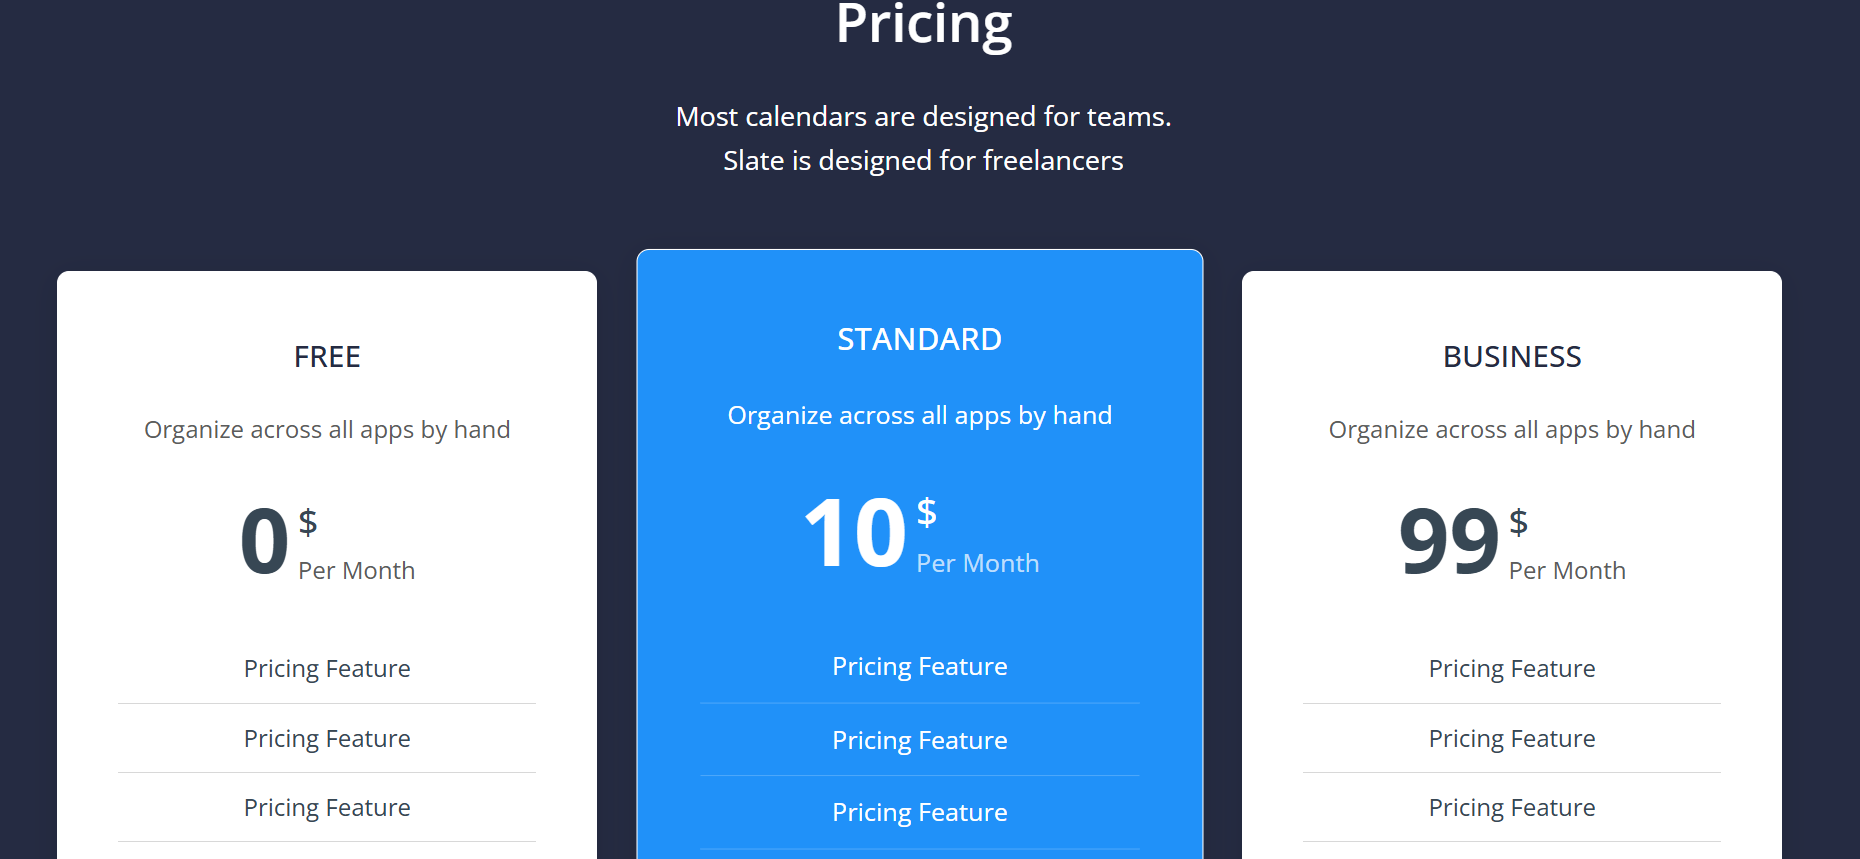 Pricing
Most calendars are designed for teams.
Slate is designed for freelancers
FREE
Organize across all apps by hand
0 $
Per Month
Pricing Feature
Pricing Feature
Pricing Feature
STANDARD
Organize across all apps by hand
10 $
Per Month
Pricing Feature
Pricing Feature
Pricing Feature
BUSINESS
Organize across all apps by hand
99 $
Per Month
Pricing Feature
Pricing Feature
Pricing Feature